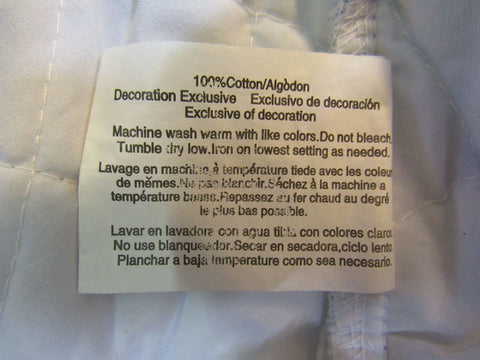 100%Cotton/Algòdon
Decoration Exclusive Exclusivo de decoraciòn
Exclusive of decoration
Machine wash warm with like colors.Do not bleach.
Tumble dry low.Iron on lowest setting as needed.
Lavage en machine à température tiede avec les couleurs
de mêmes.Ne pas blanchir.Séchez à la machine a
température basse.Repassez au fer chaud au degré
le plus bas possible.
Lavar en lavadora con agua tibla con colores claros
No use blanqueador.Secar en secadora,ciclo lento.
Planchar a baja temperature como sea necesario.